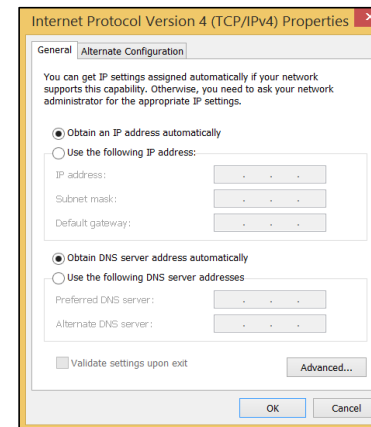 Internet Protocol Version 4 (TCP/IPv4) Properties
General
Alternate Configuration
You can get IP settings assigned automatically if your network
supports this capability. Otherwise, you need to ask your network
administrator for the appropriate IP settings.
Obtain an IP address automatically
Use the following IP address:
IP address:
Subnet mask:
Default gateway:
Obtain DNS server address automatically
Use the following DNS server addresses
Preferred DNS server:
Alternate DNS server:
Validate settings upon exit
Advanced...
OK
Cancel